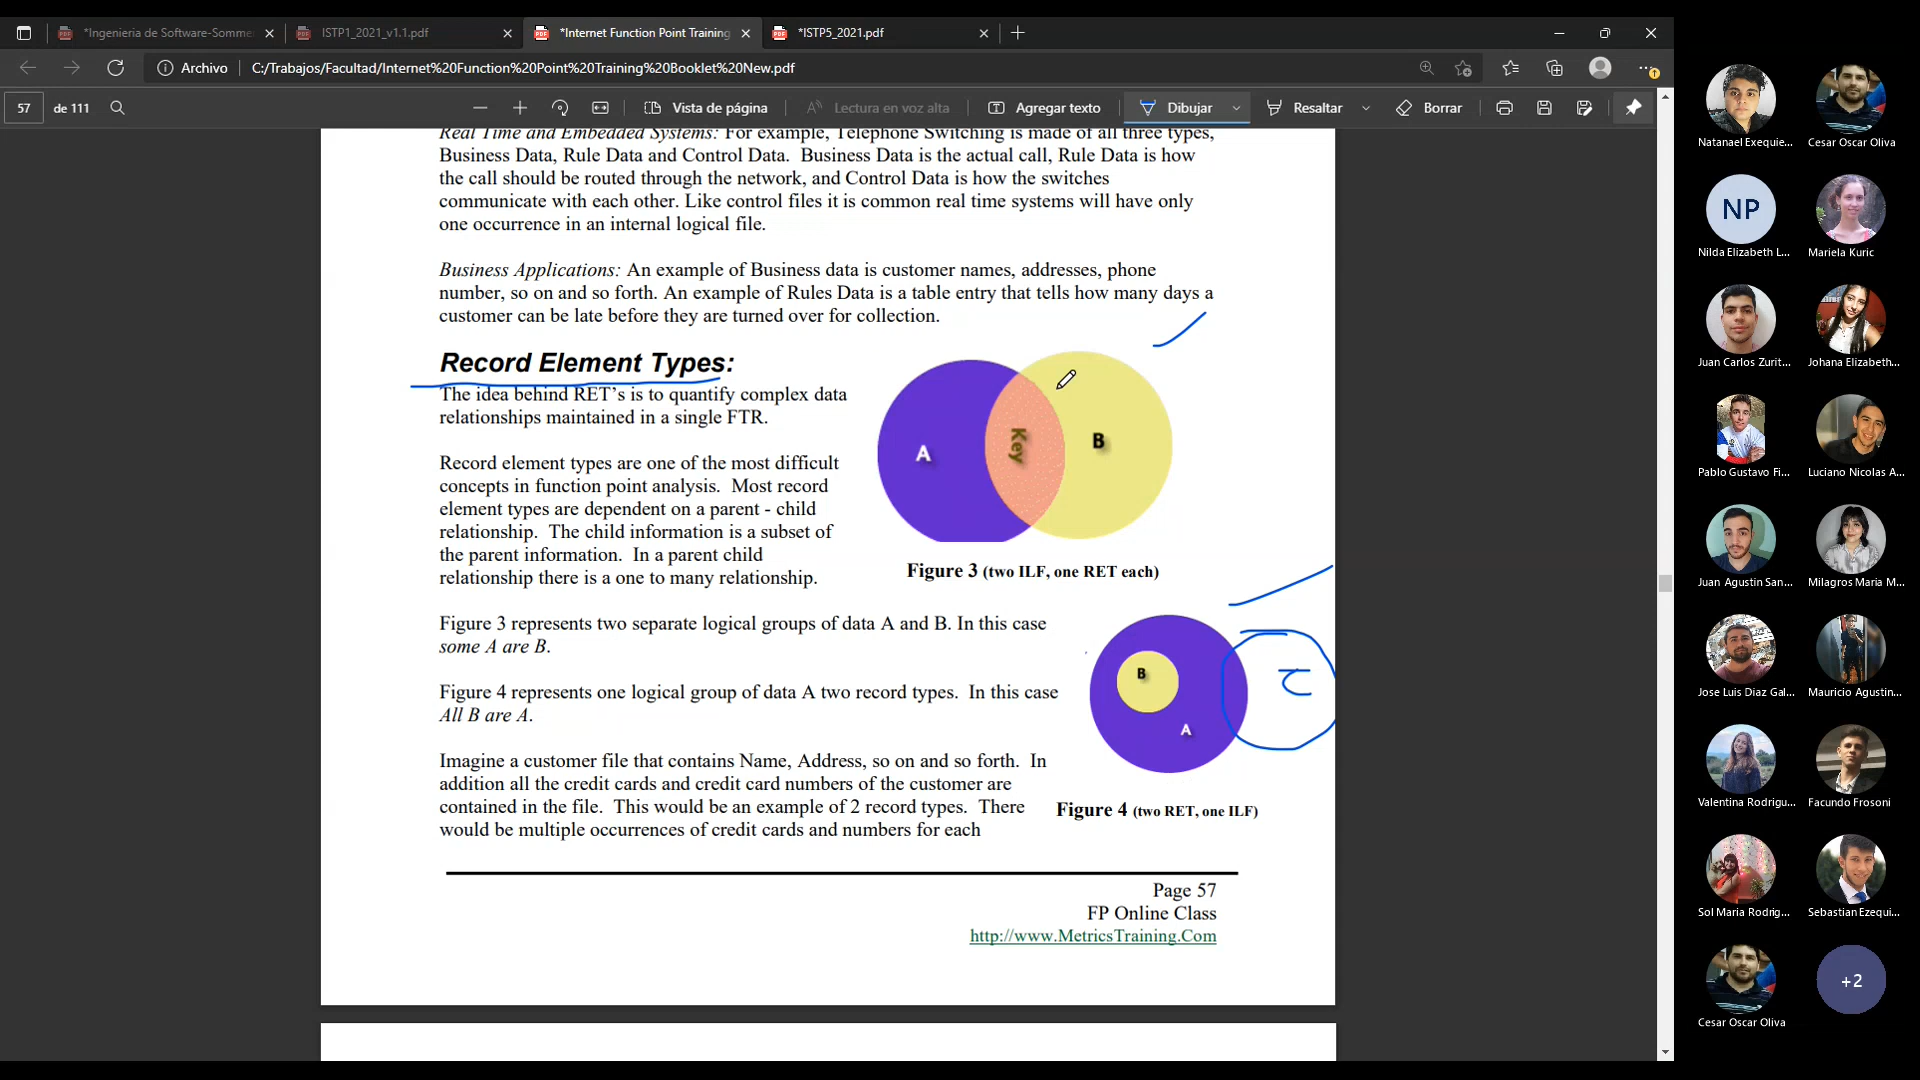 *Ingenieria de Software-Somme
ISTP1_2021_v1.1.pdf
*Internet Function Point Training
*ISTP5_2021.pdf
Archivo
C:/Trabajos/Facultad/Internet%20Function%20Point%20Training%20Booklet%20New.pdf
57
de 111
Vista de página
Lectura en voz alta
Agregar texto
Dibujar
Resaltar
Borrar
Real Time and Embedded Systems: For example, Telephone Switching is made of all three types,
Business Data, Rule Data and Control Data. Business Data is the actual call, Rule Data is how
the call should be routed through the network, and Control Data is how the switches
communicate with each other. Like control files it is common real time systems will have only
one occurrence in an internal logical file.
Business Applications: An example of Business data is customer names, addresses, phone
number, so on and so forth. An example of Rules Data is a table entry that tells how many days a
customer can be late before they are turned over for collection.
Record Element Types:
The idea behind RET's is to quantify complex data
relationships maintained in a single FTR.
Record element types are one of the most difficult
concepts in function point analysis. Most record
element types are dependent on a parent - child
relationship. The child information is a subset of
the parent information. In a parent child
relationship there is a one to many relationship.
A
Key
B
Figure 3 (two ILF, one RET each)
Figure 3 represents two separate logical groups of data A and B. In this case
some A are B.
Figure 4 represents one logical group of data A two record types. In this case
All B are A.
B
A
Imagine a customer file that contains Name, Address, so on and so forth. In
addition all the credit cards and credit card numbers of the customer are
contained in the file. This would be an example of 2 record types. There
would be multiple occurrences of credit cards and numbers for each
Figure 4 (two RET, one ILF)
Page 57
FP Online Class
http://www.MetricsTraining.Com
Natanael Exequie...
Cesar Oscar Oliva
NP
Nilda Elizabeth L...
Mariela Kuric
Juan Carlos Zurit...
Johana Elizabeth...
Pablo Gustavo Fi...
Luciano Nicolas A...
Juan Agustin San...
Milagros Maria M...
Jose Luis Diaz Gal...
Mauricio Agustin...
Valentina Rodrigu...
Facundo Frosoni
Sol Maria Rodrig...
Sebastian Ezequi...
Cesar Oscar Oliva
+2